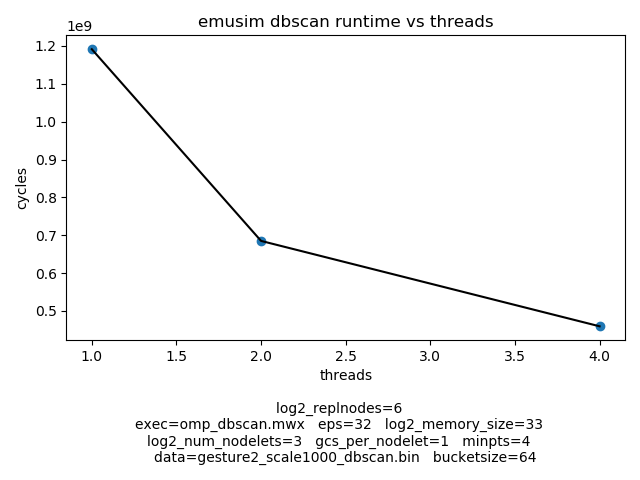 emusim dbscan runtime vs threads
1e9
1.2
1.1
1.0
0.9
0.8
0.7
0.6
0.5
cycles
1.0 1.5 2.0 2.5 3.0 3.5 4.0
threads
log2_replnodes=6
exec=omp_dbscan.mwx eps=32 log2_memory_size=33
log2_num_nodelets=3 gcs_per_nodelet=1 minpts=4
data=gesture2_scale1000_dbscan.bin bucketsize=64